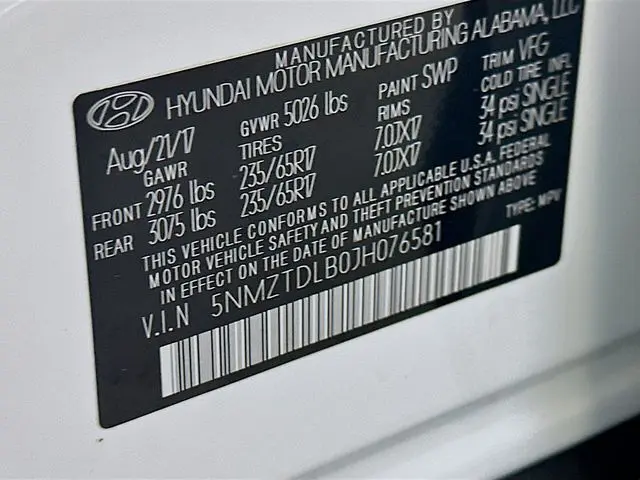 MANUFACTURED BY
HYUNDAI MOTOR MANUFACTURING ALABAMA, LLC
Aug/21/17 GVWR 5026 lbs PAINT SWP TRIM VFG
GAWR TIRES RIMS COLD TIRE INFL
FRONT 2976 lbs 235/65R17 7.0JX17 34 psi SINGLE
REAR 3075 lbs 235/65R17 7.0JX17 34 psi SINGLE
THIS VEHICLE CONFORMS TO ALL APPLICABLE U.S.A. FEDERAL
MOTOR VEHICLE SAFETY AND THEFT PREVENTION STANDARDS
IN EFFECT ON THE DATE OF MANUFACTURE SHOWN ABOVE
V.I.N 5NMZTDLB0JH076581 TYPE: MPV